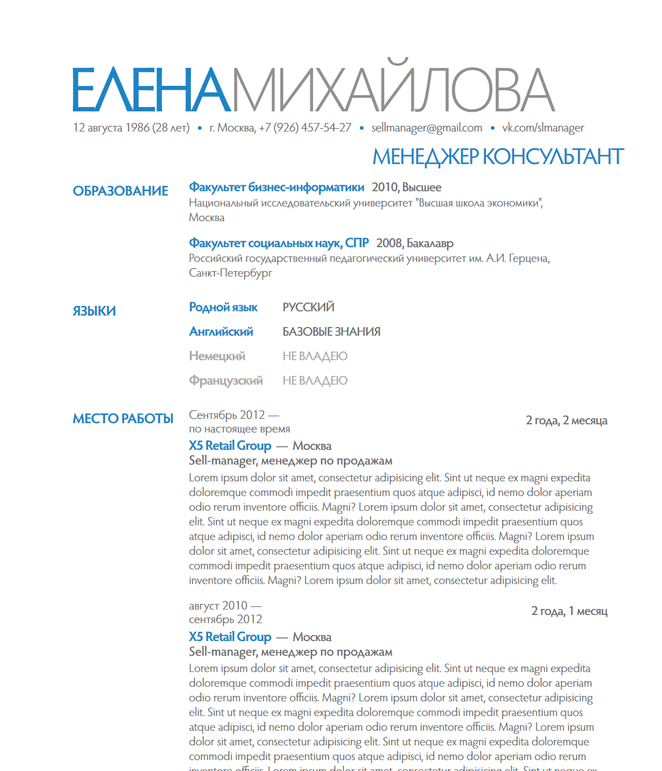 ЕЛЕНАМИХАЙЛОВА
12 августа 1986 (28 лет) • г. Москва, +7 (926) 457-54-27 • sellmanager@gmail.com • vk.com/slmanager
МЕНЕДЖЕР КОНСУЛЬТАНТ
ОБРАЗОВАНИЕ
Факультет бизнес-информатики 2010, Высшее
Национальный исследовательский университет "Высшая школа экономики",
Москва
Факультет социальных наук, СПР 2008, Бакалавр
Российский государственный педагогический университет им. А.И. Герцена,
Санкт-Петербург
ЯЗЫКИ
Родной язык РУССКИЙ
Английский БАЗОВЫЕ ЗНАНИЯ
Немецкий НЕ ВЛАДЕЮ
Французский НЕ ВЛАДЕЮ
МЕСТО РАБОТЫ
Сентябрь 2012 —
по настоящее время
2 года, 2 месяца
X5 Retail Group — Москва
Sell-manager, менеджер по продажам
Lorem ipsum dolor sit amet, consectetur adipisicing elit. Sint ut neque ex magni expedita
doloremque commodi impedit praesentium quos atque adipisci, id nemo dolor aperiam
odio rerum inventore officiis. Magni? Lorem ipsum dolor sit amet, consectetur adipisicing
elit. Sint ut neque ex magni expedita doloremque commodi impedit praesentium quos
atque adipisci, id nemo dolor aperiam odio rerum inventore officiis. Magni? Lorem ipsum
dolor sit amet, consectetur adipisicing elit. Sint ut neque ex magni expedita doloremque
commodi impedit praesentium quos atque adipisci, id nemo dolor aperiam odio rerum
inventore officiis. Magni? Lorem ipsum dolor sit amet, consectetur adipisicing elit.
август 2010 —
сентябрь 2012
2 года, 1 месяц
X5 Retail Group — Москва
Sell-manager, менеджер по продажам
Lorem ipsum dolor sit amet, consectetur adipisicing elit. Sint ut neque ex magni expedita
doloremque commodi impedit praesentium quos atque adipisci, id nemo dolor aperiam
odio rerum inventore officiis. Magni? Lorem ipsum dolor sit amet, consectetur adipisicing
elit. Sint ut neque ex magni expedita doloremque commodi impedit praesentium quos
atque adipisci, id nemo dolor aperiam odio rerum inventore officiis. Magni? Lorem ipsum
dolor sit amet, consectetur adipisicing elit. Sint ut neque ex magni expedita doloremque
commodi impedit praesentium quos atque adipisci, id nemo dolor aperiam odio rerum
inventore officiis. Lorem ipsum dolor sit amet, consectetur adipisicing elit. Sint ut neque ex